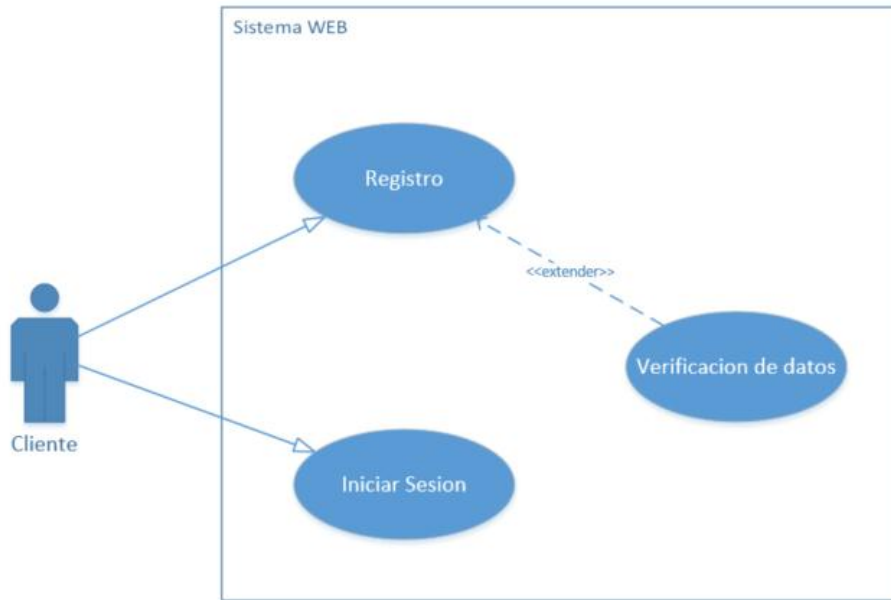 Sistema WEB
Registro
<<extender>>
Verificacion de datos
Cliente
Iniciar Sesion